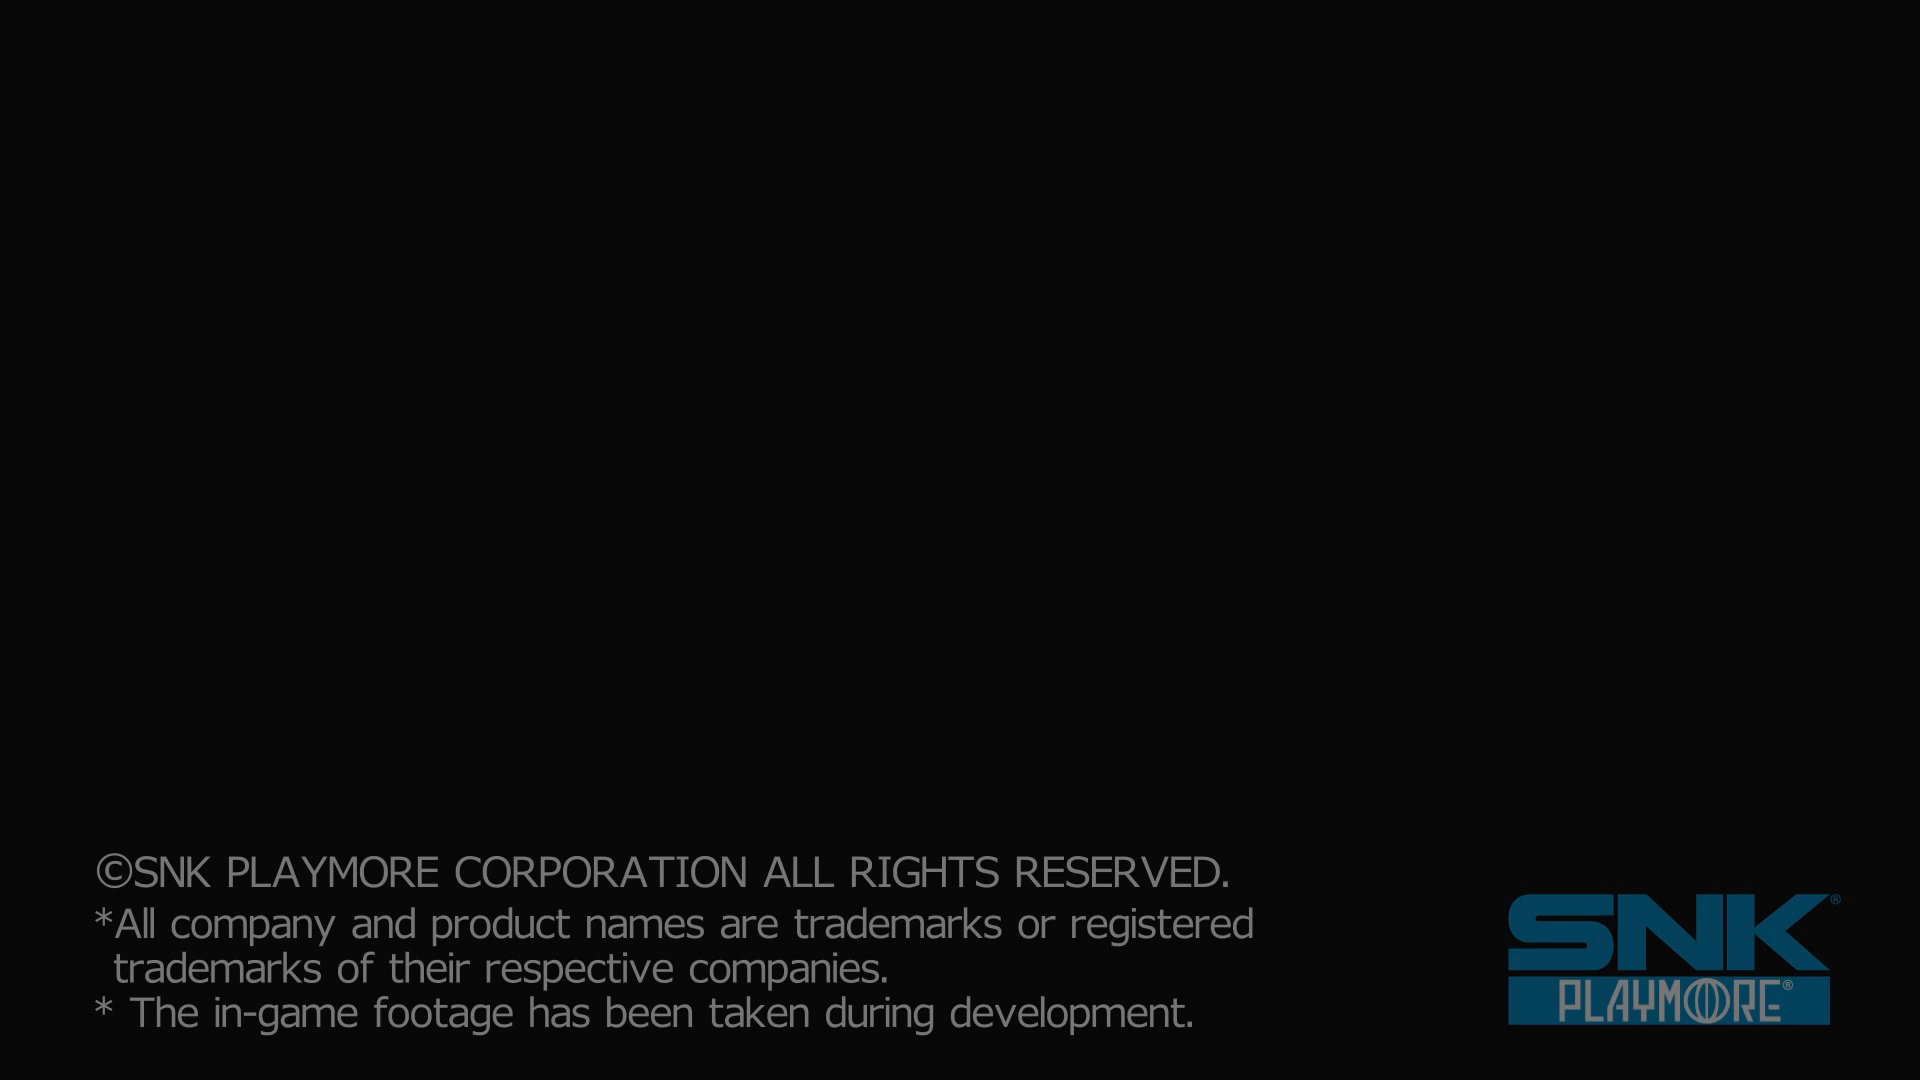 ©SNK PLAYMORE CORPORATION ALL RIGHTS RESERVED.
*All company and product names are trademarks or registered
trademarks of their respective companies.
* The in-game footage has been taken during development.
SNK®
PLAYMORE®